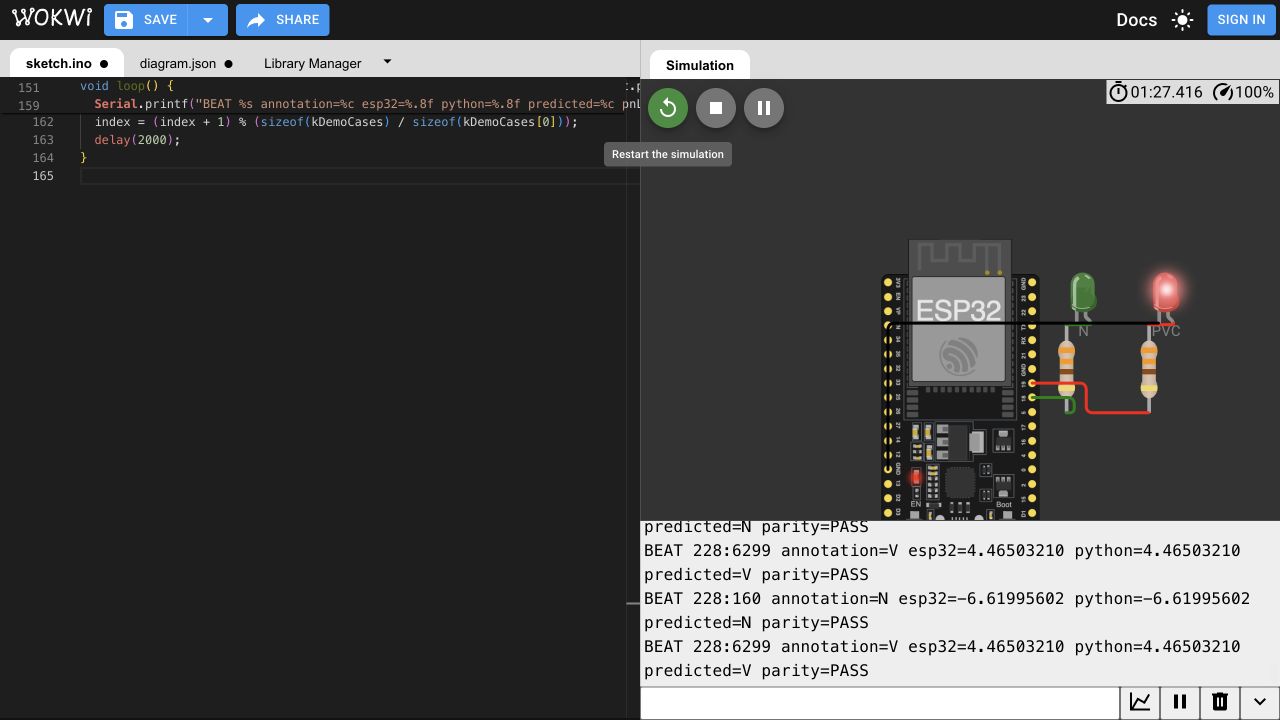 WOKWI SAVE SHARE Docs SIGN IN
sketch.ino diagram.json Library Manager
Simulation
151 void loop() {
159 Serial.printf("BEAT %s annotation=%c esp32=%.8f python=%.8f predicted=%c
162 index = (index + 1) % (sizeof(kDemoCases) / sizeof(kDemoCases[0]));
163 delay(2000);
164 }
165
01:27.416 100%
Restart the simulation
ESP32
N PVC
EN Boot
predicted=N parity=PASS
BEAT 228:6299 annotation=V esp32=4.46503210 python=4.46503210
predicted=V parity=PASS
BEAT 228:160 annotation=N esp32=-6.61995602 python=-6.61995602
predicted=N parity=PASS
BEAT 228:6299 annotation=V esp32=4.46503210 python=4.46503210
predicted=V parity=PASS